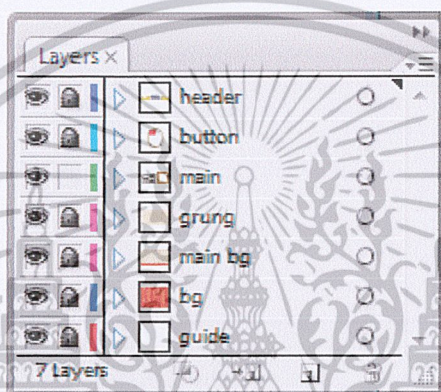 Layers
header
button
main
grung
main bg
bg
guide
7 Layers